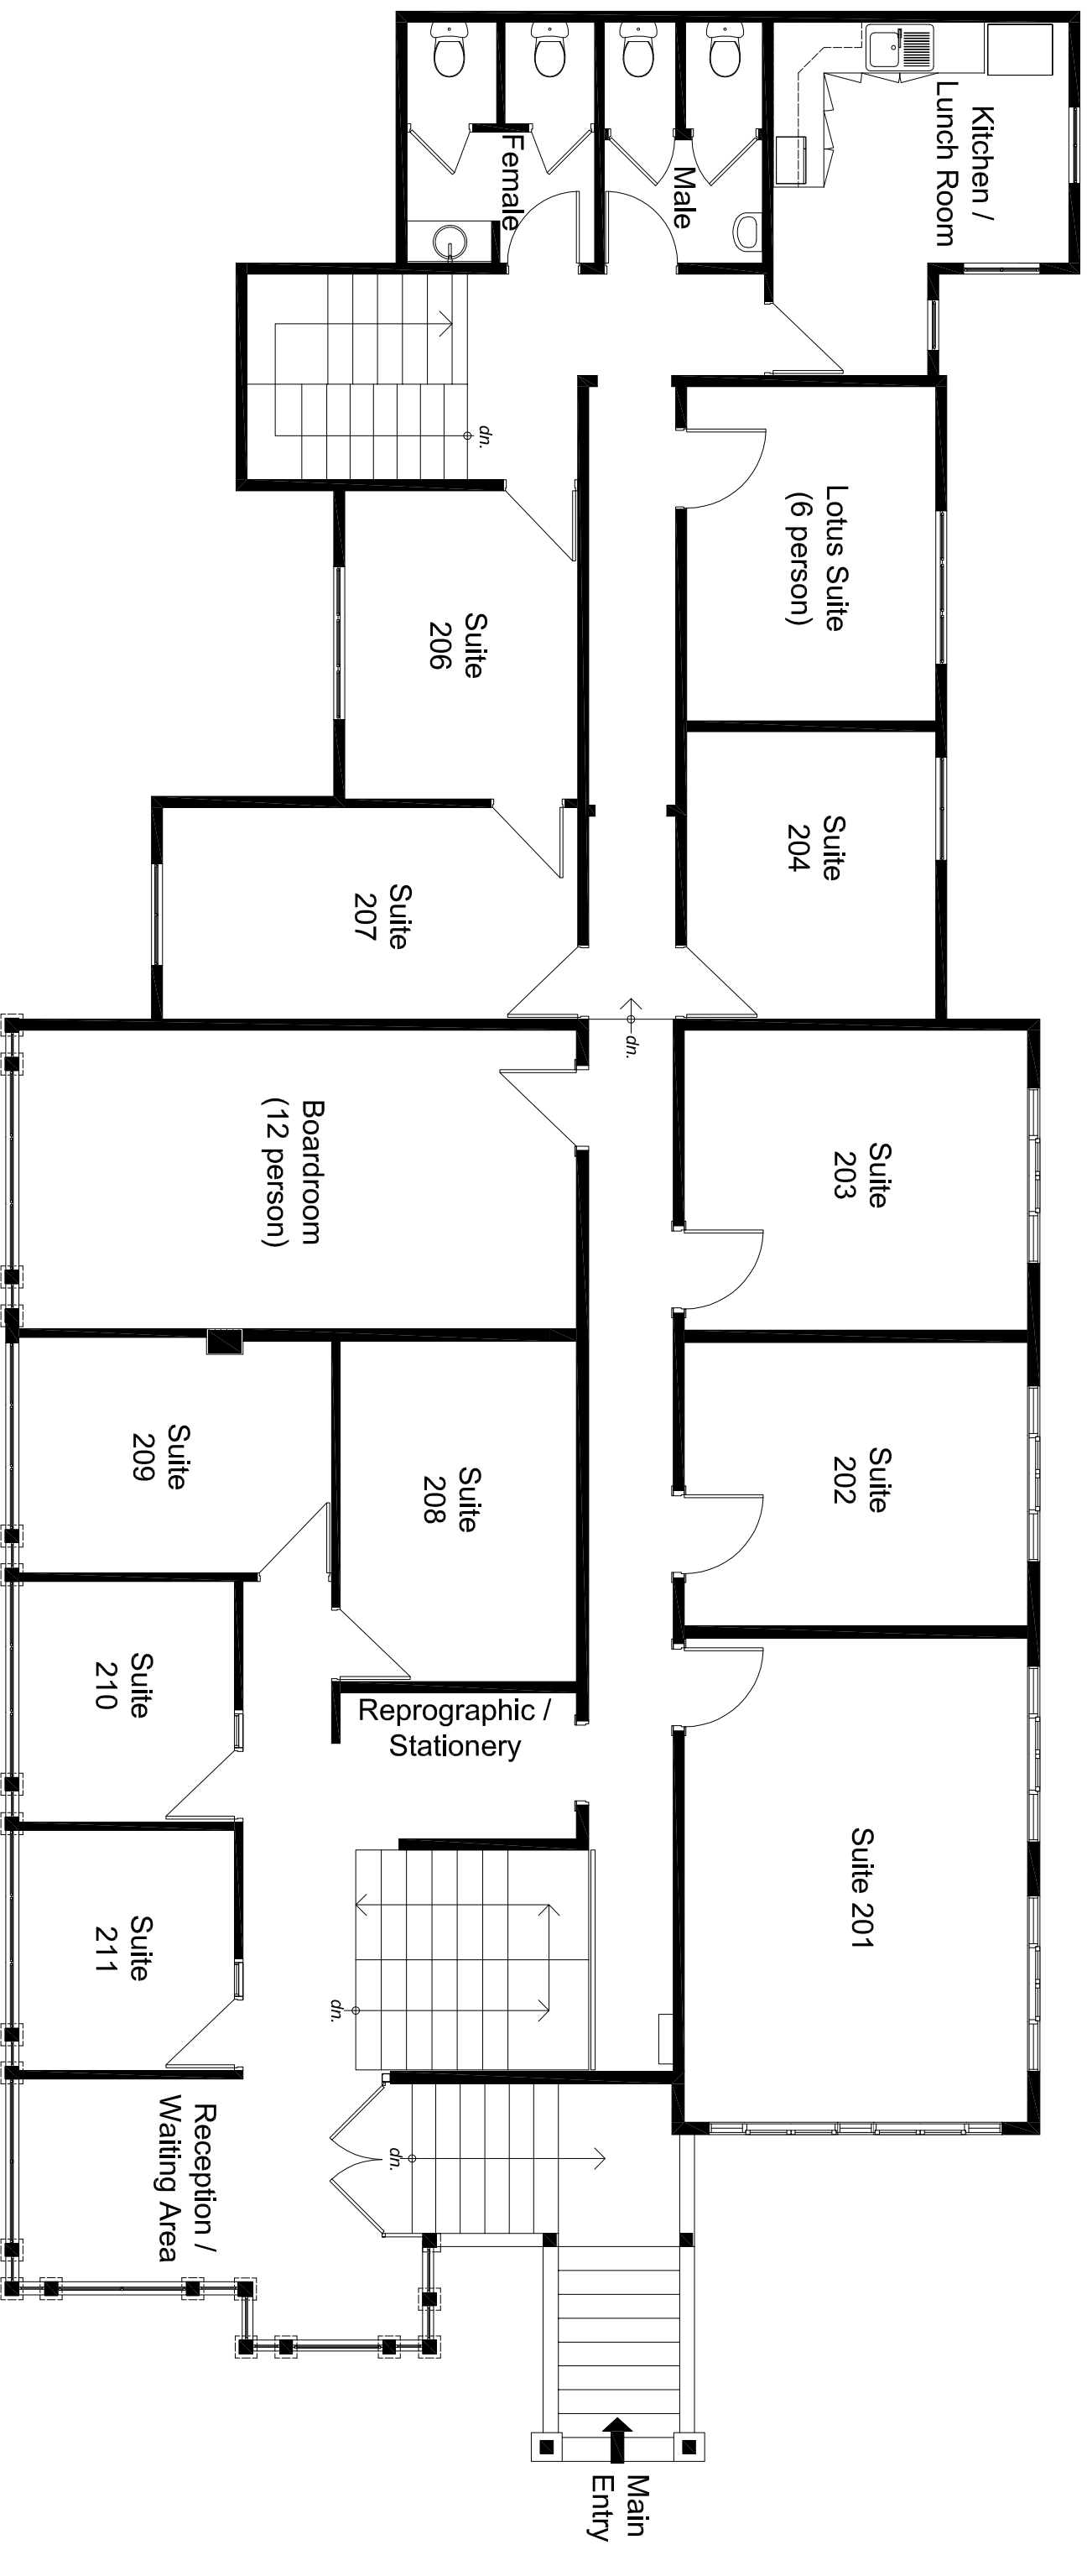 Kitchen /
Lunch Room
Female
Male
dn.
Lotus Suite
(6 person)
Suite
206
Suite
204
Suite
207
dn.
Boardroom
(12 person)
Suite
203
Suite
202
Suite
209
Suite
208
Suite
210
Reprographic /
Stationery
Suite 201
Suite
211
dn.
Reception /
Waiting Area
dn.
Main
Entry